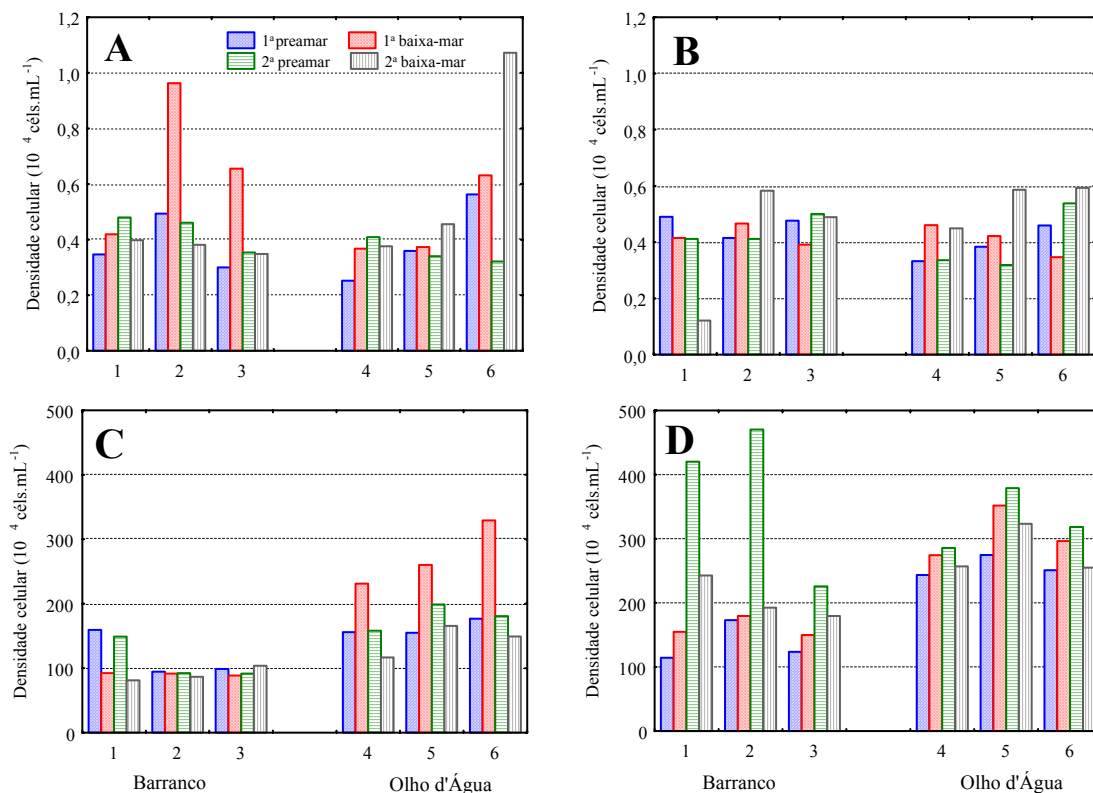 A
1ª preamar 1ª baixa-mar
2ª preamar 2ª baixa-mar
Densidade celular (10 4 céls.mL-1)
1,2
1,0
0,8
0,6
0,4
0,2
0,0
1 2 3 4 5 6
B
Densidade celular (10 4 céls.mL-1)
1,2
1,0
0,8
0,6
0,4
0,2
0,0
1 2 3 4 5 6
C
Densidade celular (10 4 céls.mL-1)
500
400
300
200
100
0
1 2 3 4 5 6
Barranco Olho d'Água
D
Densidade celular (10 4 céls.mL-1)
500
400
300
200
100
0
1 2 3 4 5 6
Barranco Olho d'Água